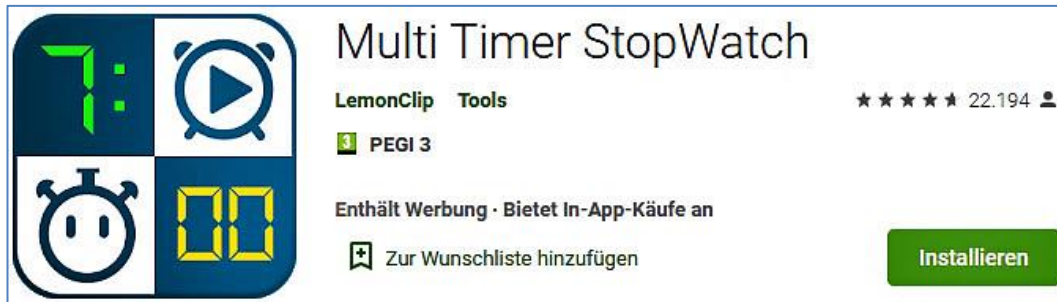 7:
00
Multi Timer StopWatch
LemonClip Tools
22.194
3 PEGI 3
Enthält Werbung · Bietet In-App-Käufe an
Zur Wunschliste hinzufügen
Installieren